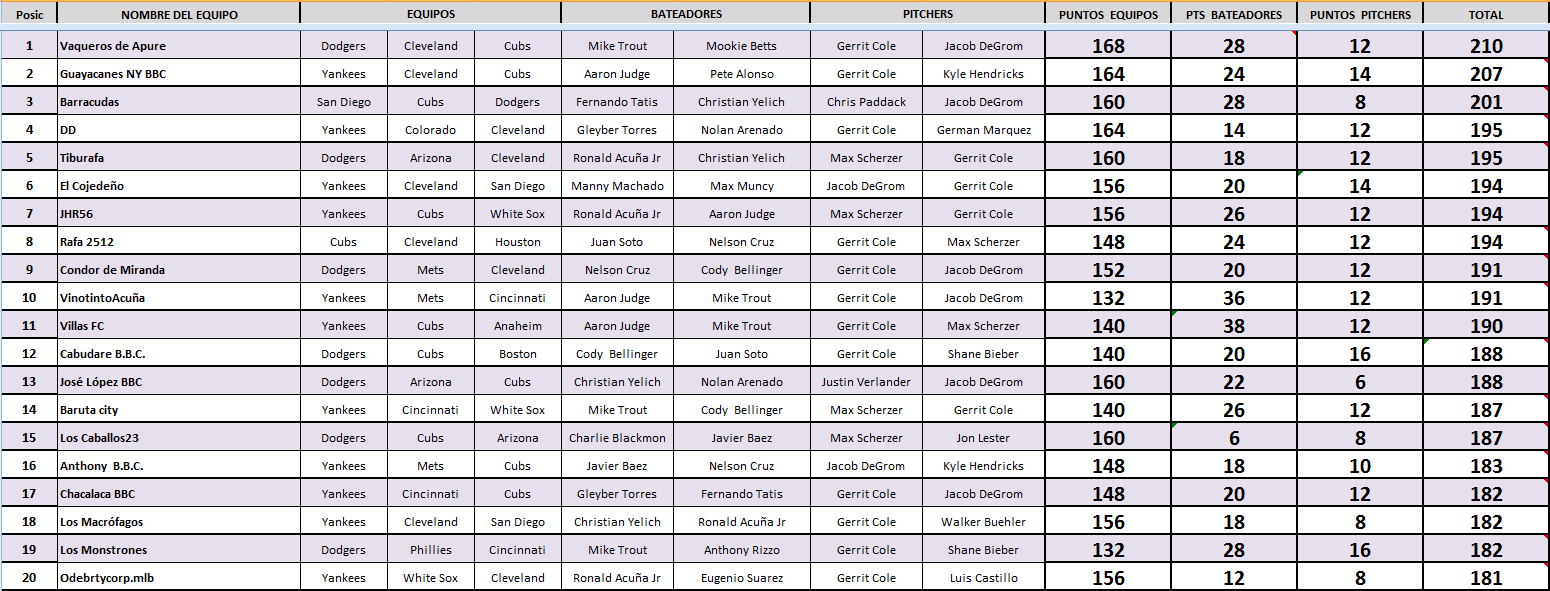 Posic NOMBRE DEL EQUIPO EQUIPOS BATEADORES PITCHERS PUNTOS EQUIPOS PTS BATEADORES PUNTOS PITCHERS TOTAL
1 Vaqueros de Apure Dodgers Cleveland Cubs Mike Trout Mookie Betts Gerrit Cole Jacob DeGrom 168 28 12 210
2 Guayacanes NY BBC Yankees Cleveland Cubs Aaron Judge Pete Alonso Gerrit Cole Kyle Hendricks 164 24 14 207
3 Barracudas San Diego Cubs Dodgers Fernando Tatis Christian Yelich Chris Paddack Jacob DeGrom 160 28 8 201
4 DD Yankees Colorado Cleveland Gleyber Torres Nolan Arenado Gerrit Cole German Marquez 164 14 12 195
5 Tiburafa Dodgers Arizona Cleveland Ronald Acuña Jr Christian Yelich Max Scherzer Gerrit Cole 160 18 12 195
6 El Cojedeño Yankees Cleveland San Diego Manny Machado Max Muncy Jacob DeGrom Gerrit Cole 156 20 14 194
7 JHR56 Yankees Cubs White Sox Ronald Acuña Jr Aaron Judge Max Scherzer Gerrit Cole 156 26 12 194
8 Rafa 2512 Cubs Cleveland Houston Juan Soto Nelson Cruz Gerrit Cole Max Scherzer 148 24 12 194
9 Condor de Miranda Dodgers Mets Cleveland Nelson Cruz Cody Bellinger Gerrit Cole Jacob DeGrom 152 20 12 191
10 VinotintoAcuña Yankees Mets Cincinnati Aaron Judge Mike Trout Gerrit Cole Jacob DeGrom 132 36 12 191
11 Villas FC Yankees Cubs Anaheim Aaron Judge Mike Trout Gerrit Cole Max Scherzer 140 38 12 190
12 Cabudare B.B.C. Dodgers Cubs Boston Cody Bellinger Juan Soto Gerrit Cole Shane Bieber 140 20 16 188
13 José López BBC Dodgers Arizona Cubs Christian Yelich Nolan Arenado Justin Verlander Jacob DeGrom 160 22 6 188
14 Baruta city Yankees Cincinnati White Sox Mike Trout Cody Bellinger Max Scherzer Gerrit Cole 140 26 12 187
15 Los Caballos23 Dodgers Cubs Arizona Charlie Blackmon Javier Baez Max Scherzer Jon Lester 160 6 8 187
16 Anthony B.B.C. Yankees Mets Cubs Javier Baez Nelson Cruz Jacob DeGrom Kyle Hendricks 148 18 10 183
17 Chacalaca BBC Yankees Cincinnati Cubs Gleyber Torres Fernando Tatis Gerrit Cole Jacob DeGrom 148 20 12 182
18 Los Macrófagos Yankees Cleveland San Diego Christian Yelich Ronald Acuña Jr Gerrit Cole Walker Buehler 156 18 8 182
19 Los Monstrones Dodgers Phillies Cincinnati Mike Trout Anthony Rizzo Gerrit Cole Shane Bieber 132 28 16 182
20 Odebrtycorp.mlb Yankees White Sox Cleveland Ronald Acuña Jr Eugenio Suarez Gerrit Cole Luis Castillo 156 12 8 181